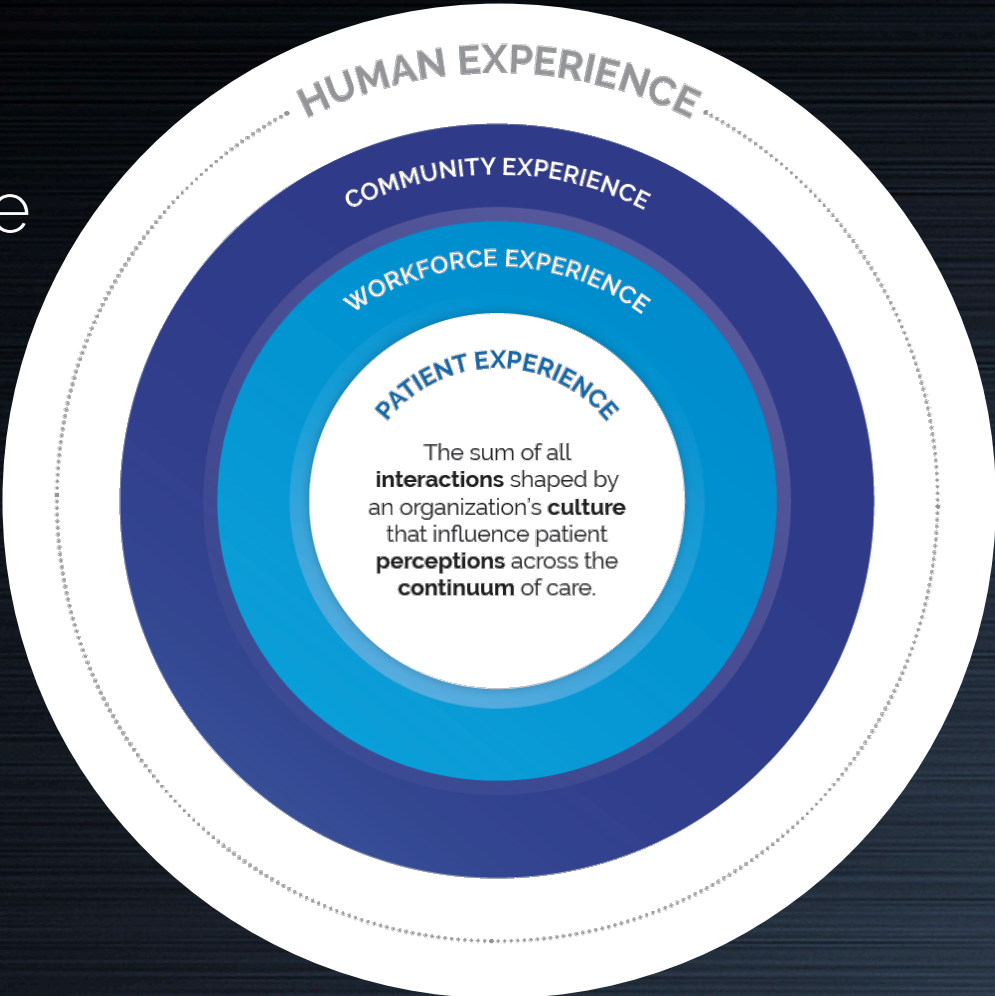 HUMAN EXPERIENCE
COMMUNITY EXPERIENCE
e
WORKFORCE EXPERIENCE
PATIENT EXPERIENCE
The sum of all
interactions shaped by
an organization’s culture
that influence patient
perceptions across the
continuum of care.